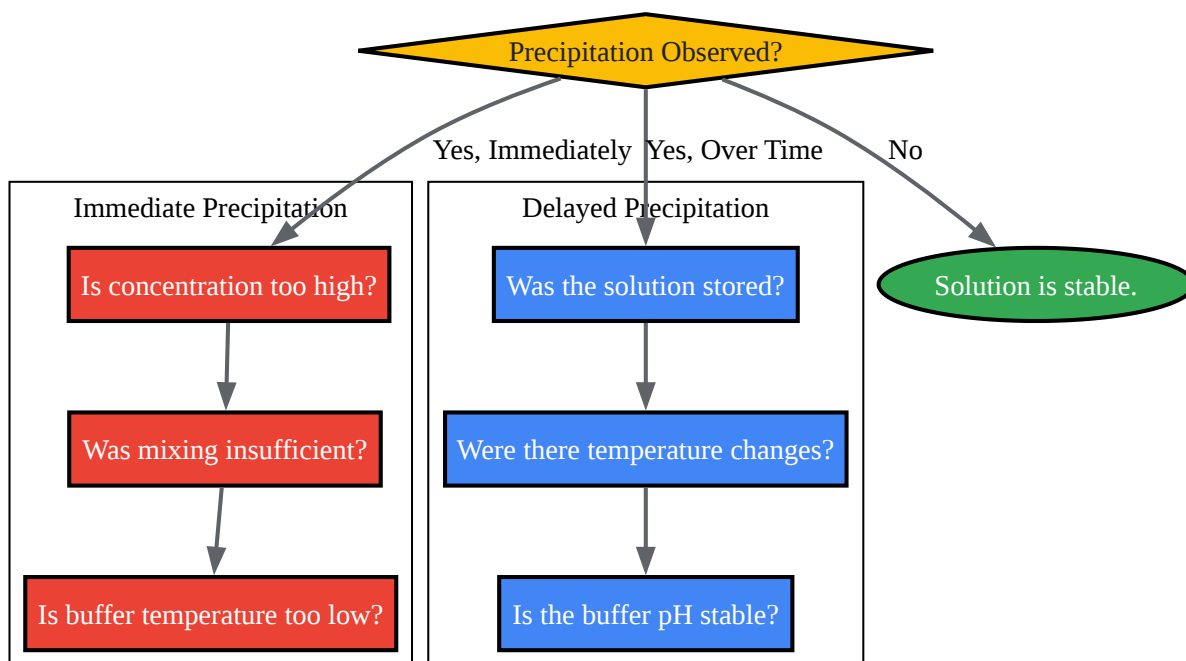 Precipitation Observed?
Yes, Immediately
Yes, Over Time
No
Immediate Precipitation
Is concentration too high?
Was mixing insufficient?
Is buffer temperature too low?
Delayed Precipitation
Was the solution stored?
Were there temperature changes?
Is the buffer pH stable?
Solution is stable.